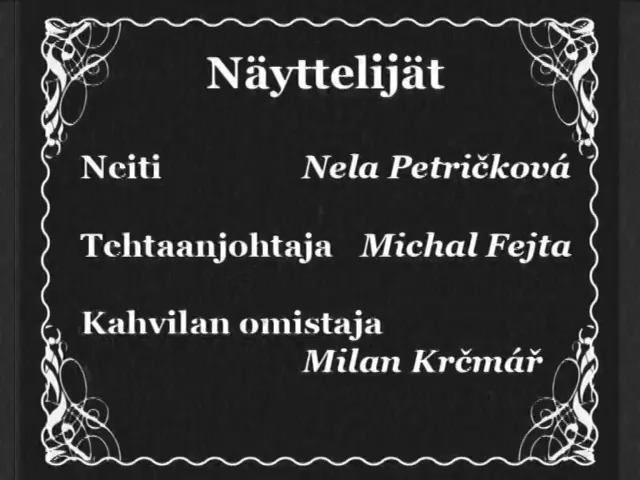 Näyttelijät
Neiti Nela Petričková
Tehtaanjohtaja Michal Fejta
Kahvilan omistaja
Milan Krčmář